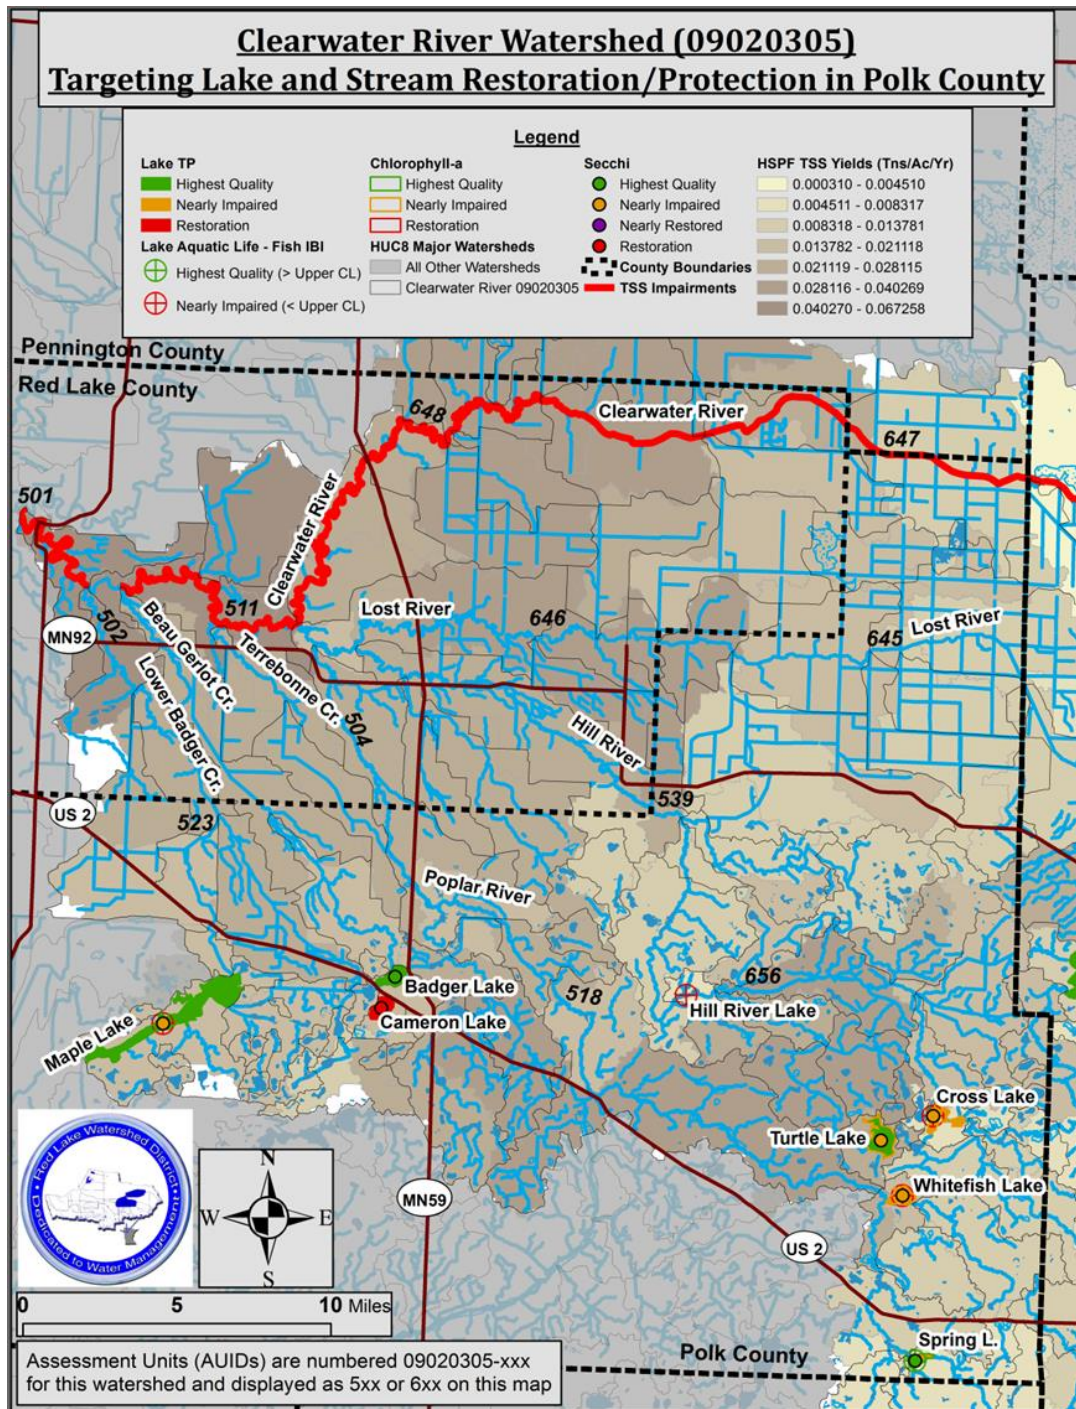 Clearwater River Watershed (09020305)
Targeting Lake and Stream Restoration/Protection in Polk County
Legend
Lake TP
Highest Quality
Nearly Impaired
Restoration
Lake Aquatic Life - Fish IBI
Highest Quality (> Upper CL)
Nearly Impaired (< Upper CL)
Chlorophyll-a
Highest Quality
Nearly Impaired
Restoration
HUC8 Major Watersheds
All Other Watersheds
Clearwater River 09020305
Secchi
Highest Quality
Nearly Impaired
Nearly Restored
Restoration
County Boundaries
TSS Impairments
HSPF TSS Yields (Tns/Ac/Yr)
0.000310 - 0.004510
0.004511 - 0.008317
0.008318 - 0.013781
0.013782 - 0.021118
0.021119 - 0.028115
0.028116 - 0.040269
0.040270 - 0.067258
Pennington County
Red Lake County
648
Clearwater River
647
501
Clearwater River
511
Lost River
646
645
Lost River
502
MN92
Beau Gerlot Cr.
Terrebonne Cr.
Lower Badger Cr.
504
Hill River
539
US 2
523
Poplar River
518
656
Badger Lake
Cameron Lake
Hill River Lake
Maple Lake
Cross Lake
Turtle Lake
Whitefish Lake
MN59
US 2
Spring L.
Polk County
Red Lake Watershed District
Dedicated to Water Management
N
W
E
S
0 5 10 Miles
Assessment Units (AUIDs) are numbered 09020305-xxx
for this watershed and displayed as 5xx or 6xx on this map